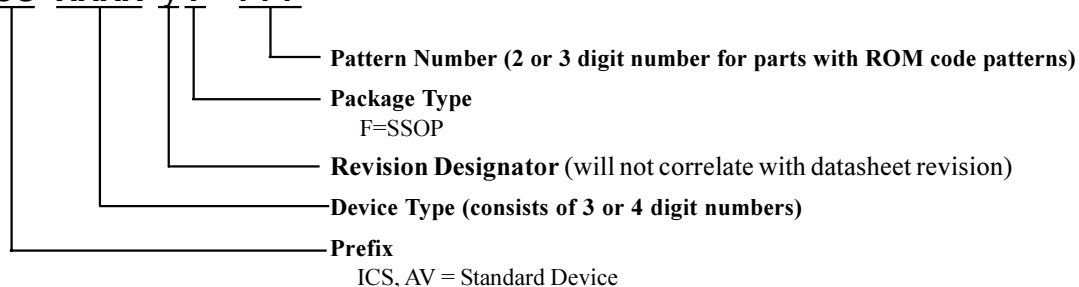 Pattern Number (2 or 3 digit number for parts with ROM code patterns)
Package Type
F=SSOP
Revision Designator (will not correlate with datasheet revision)
Device Type (consists of 3 or 4 digit numbers)
Prefix
ICS, AV = Standard Device